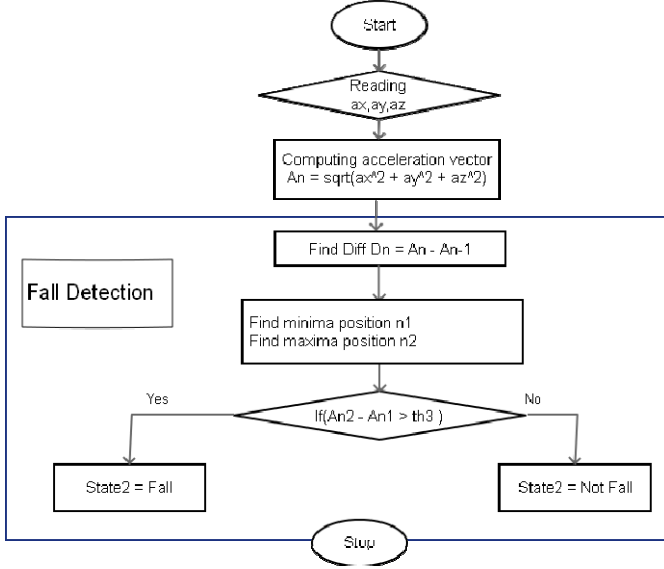 Start
Reading
ax,ay,az
Computing acceleration vector
An = sqrt(ax^2 + ay^2 + az^2)
Find Diff Dn = An - An-1
Fall Detection
Find minima position n1
Find maxima position n2
Yes
No
If(An2 - An1 > th3 )
State2 = Fall
State2 = Not Fall
Stop